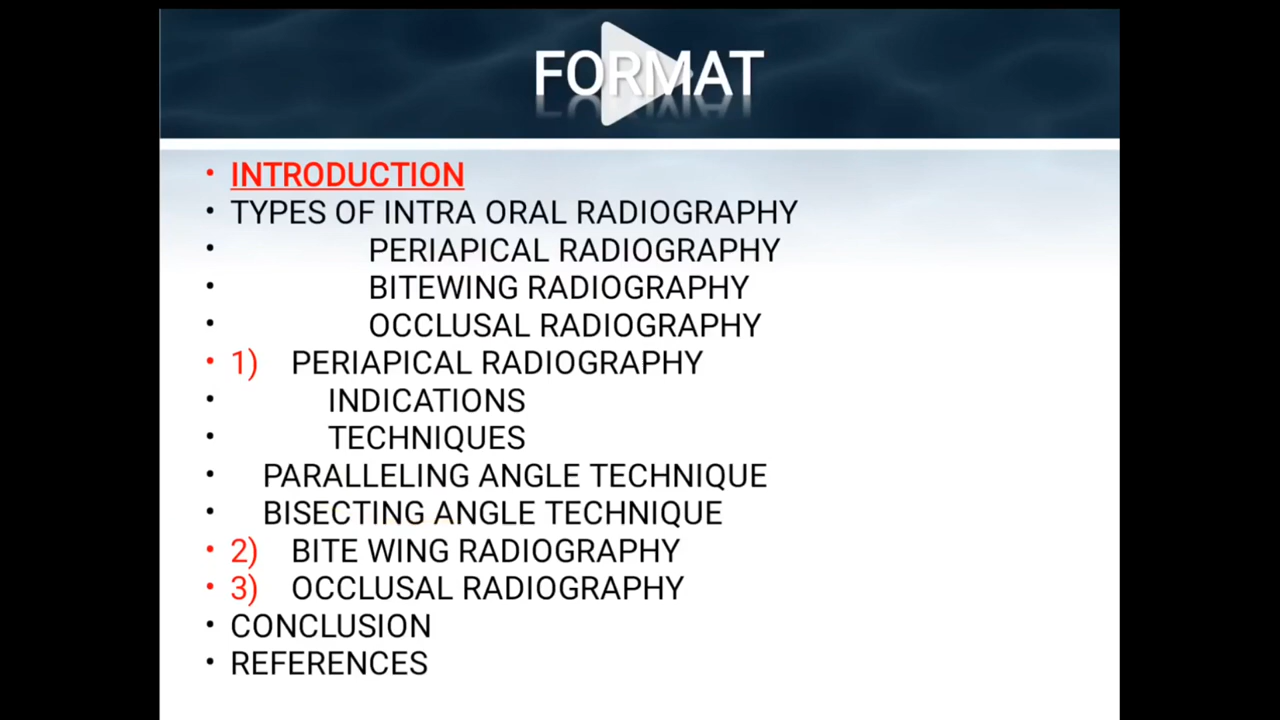 FORMAT
• INTRODUCTION
• TYPES OF INTRA ORAL RADIOGRAPHY
• PERIAPICAL RADIOGRAPHY
• BITEWING RADIOGRAPHY
• OCCLUSAL RADIOGRAPHY
• 1) PERIAPICAL RADIOGRAPHY
• INDICATIONS
• TECHNIQUES
• PARALLELING ANGLE TECHNIQUE
• BISECTING ANGLE TECHNIQUE
• 2) BITE WING RADIOGRAPHY
• 3) OCCLUSAL RADIOGRAPHY
• CONCLUSION
• REFERENCES